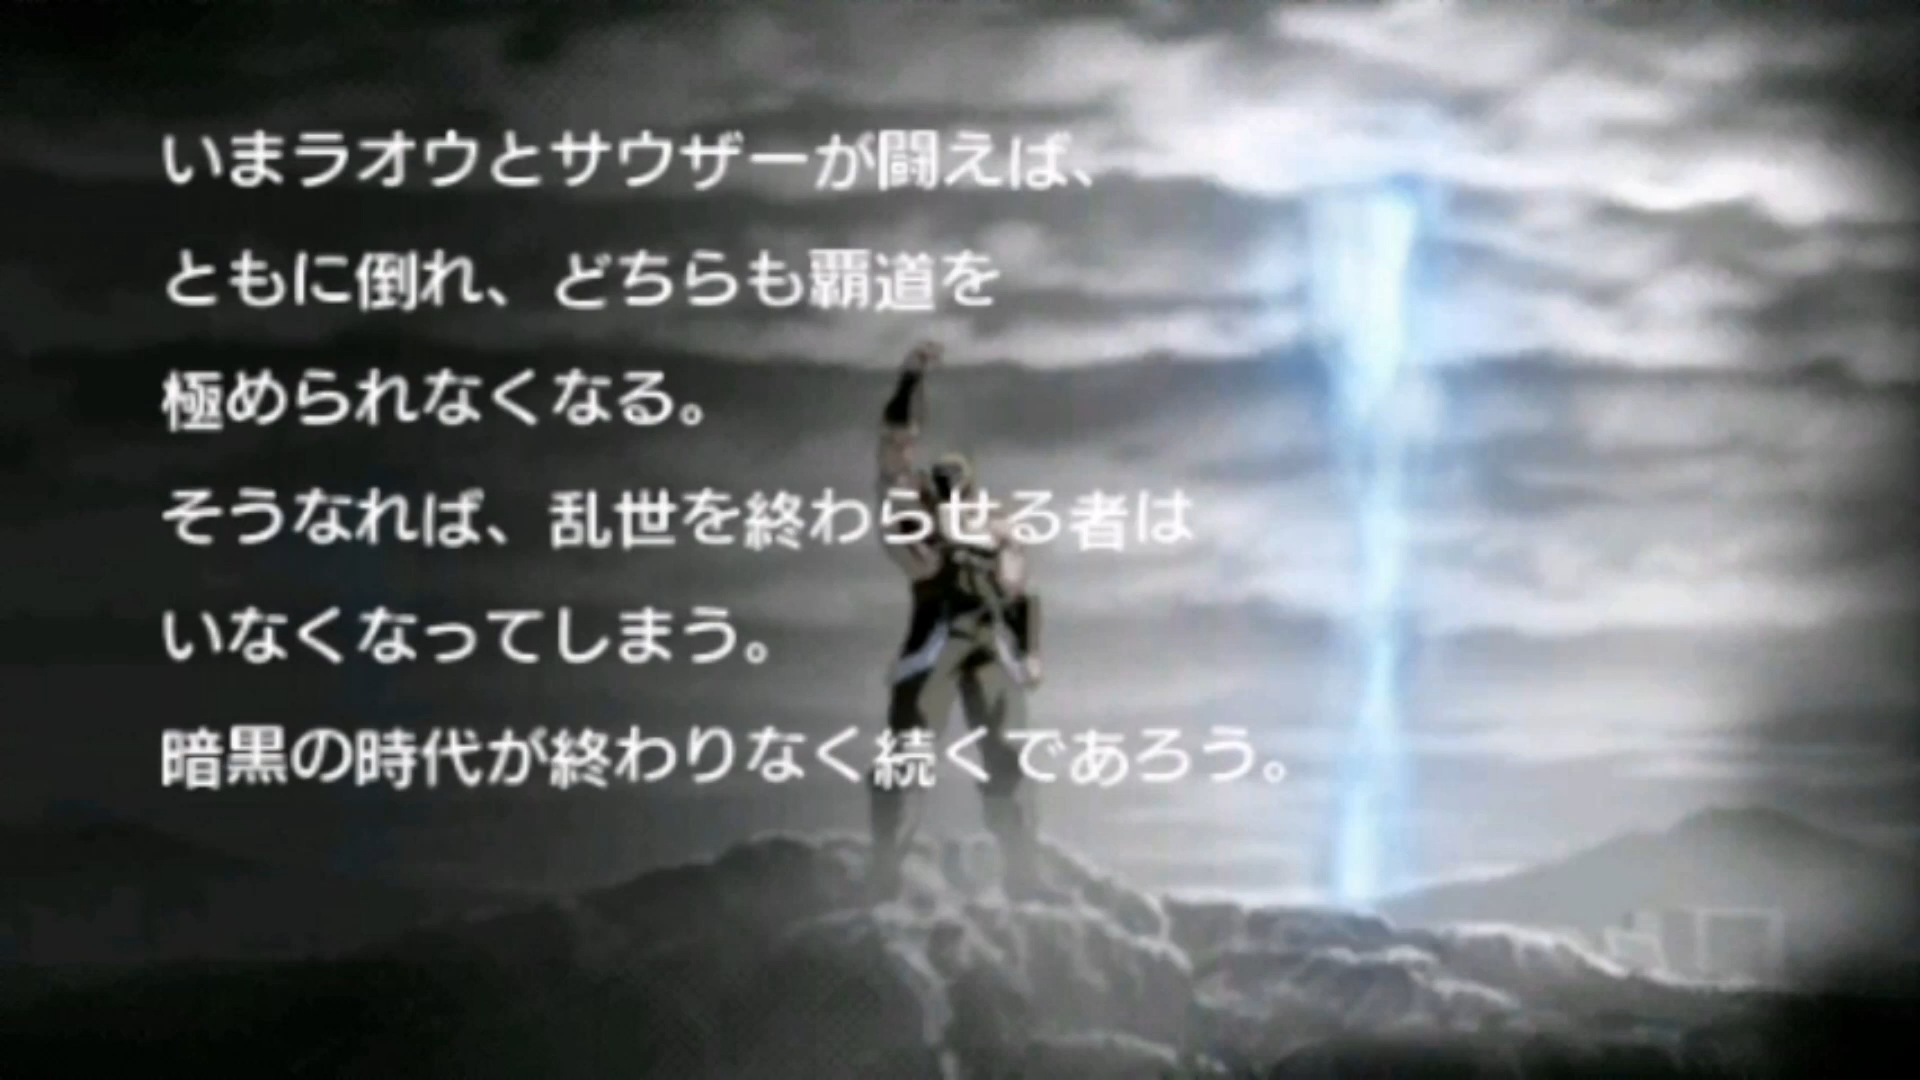 いまラオウとサウザーが闘えば、
ともに倒れ、どちらも覇道を
極められなくなる。
そうなれば、乱世を終わらせる者は
いなくなってしまう。
暗黒の時代が終わりなく続くであろう。